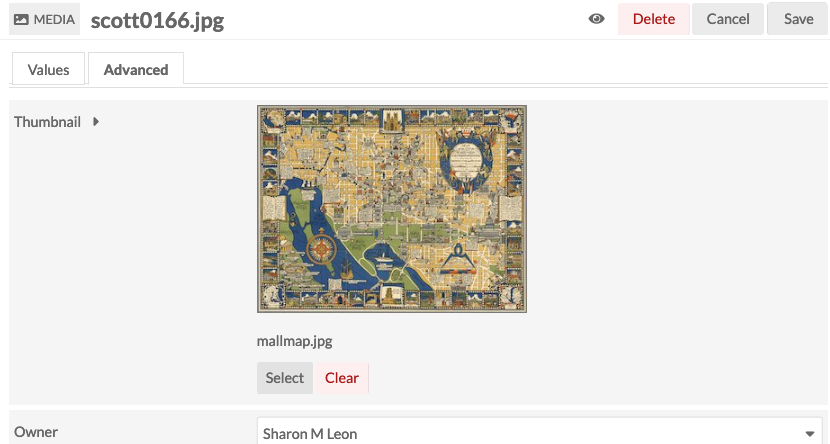 MEDIA scott0166.jpg Delete Cancel Save
Values Advanced
Thumbnail
mallmap.jpg
Select Clear
Owner Sharon M Leon